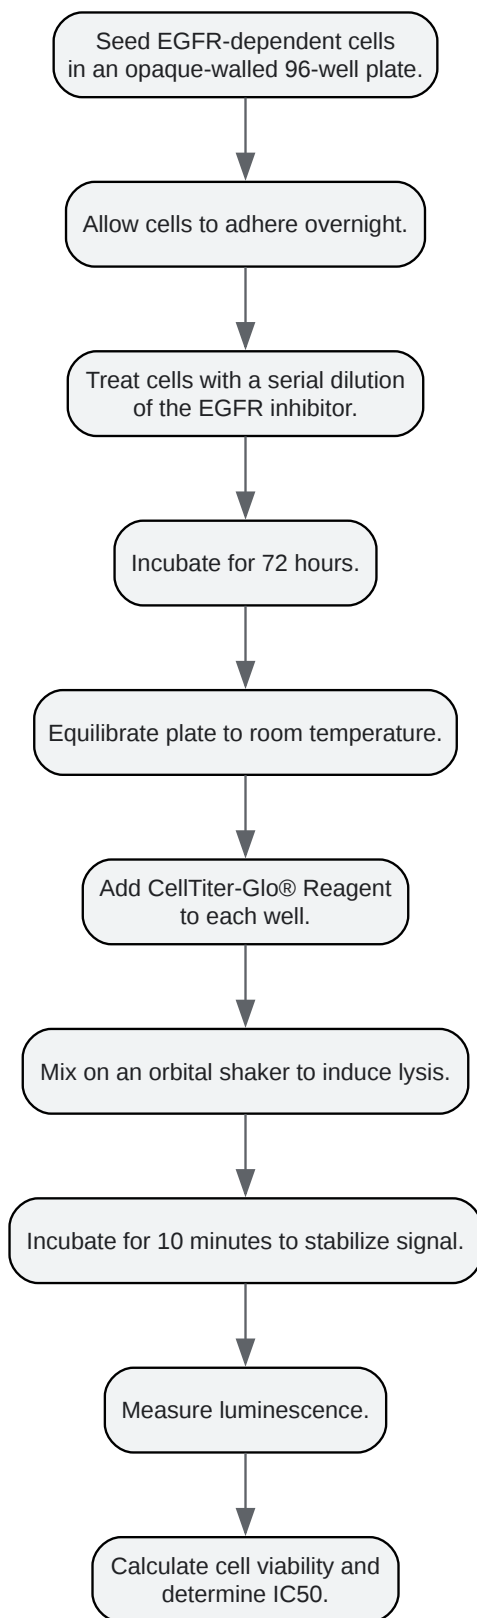 Seed EGFR-dependent cells
in an opaque-walled 96-well plate.
Allow cells to adhere overnight.
Treat cells with a serial dilution
of the EGFR inhibitor.
Incubate for 72 hours.
Equilibrate plate to room temperature.
Add CellTiter-Glo® Reagent
to each well.
Mix on an orbital shaker to induce lysis.
Incubate for 10 minutes to stabilize signal.
Measure luminescence.
Calculate cell viability and
determine IC50.